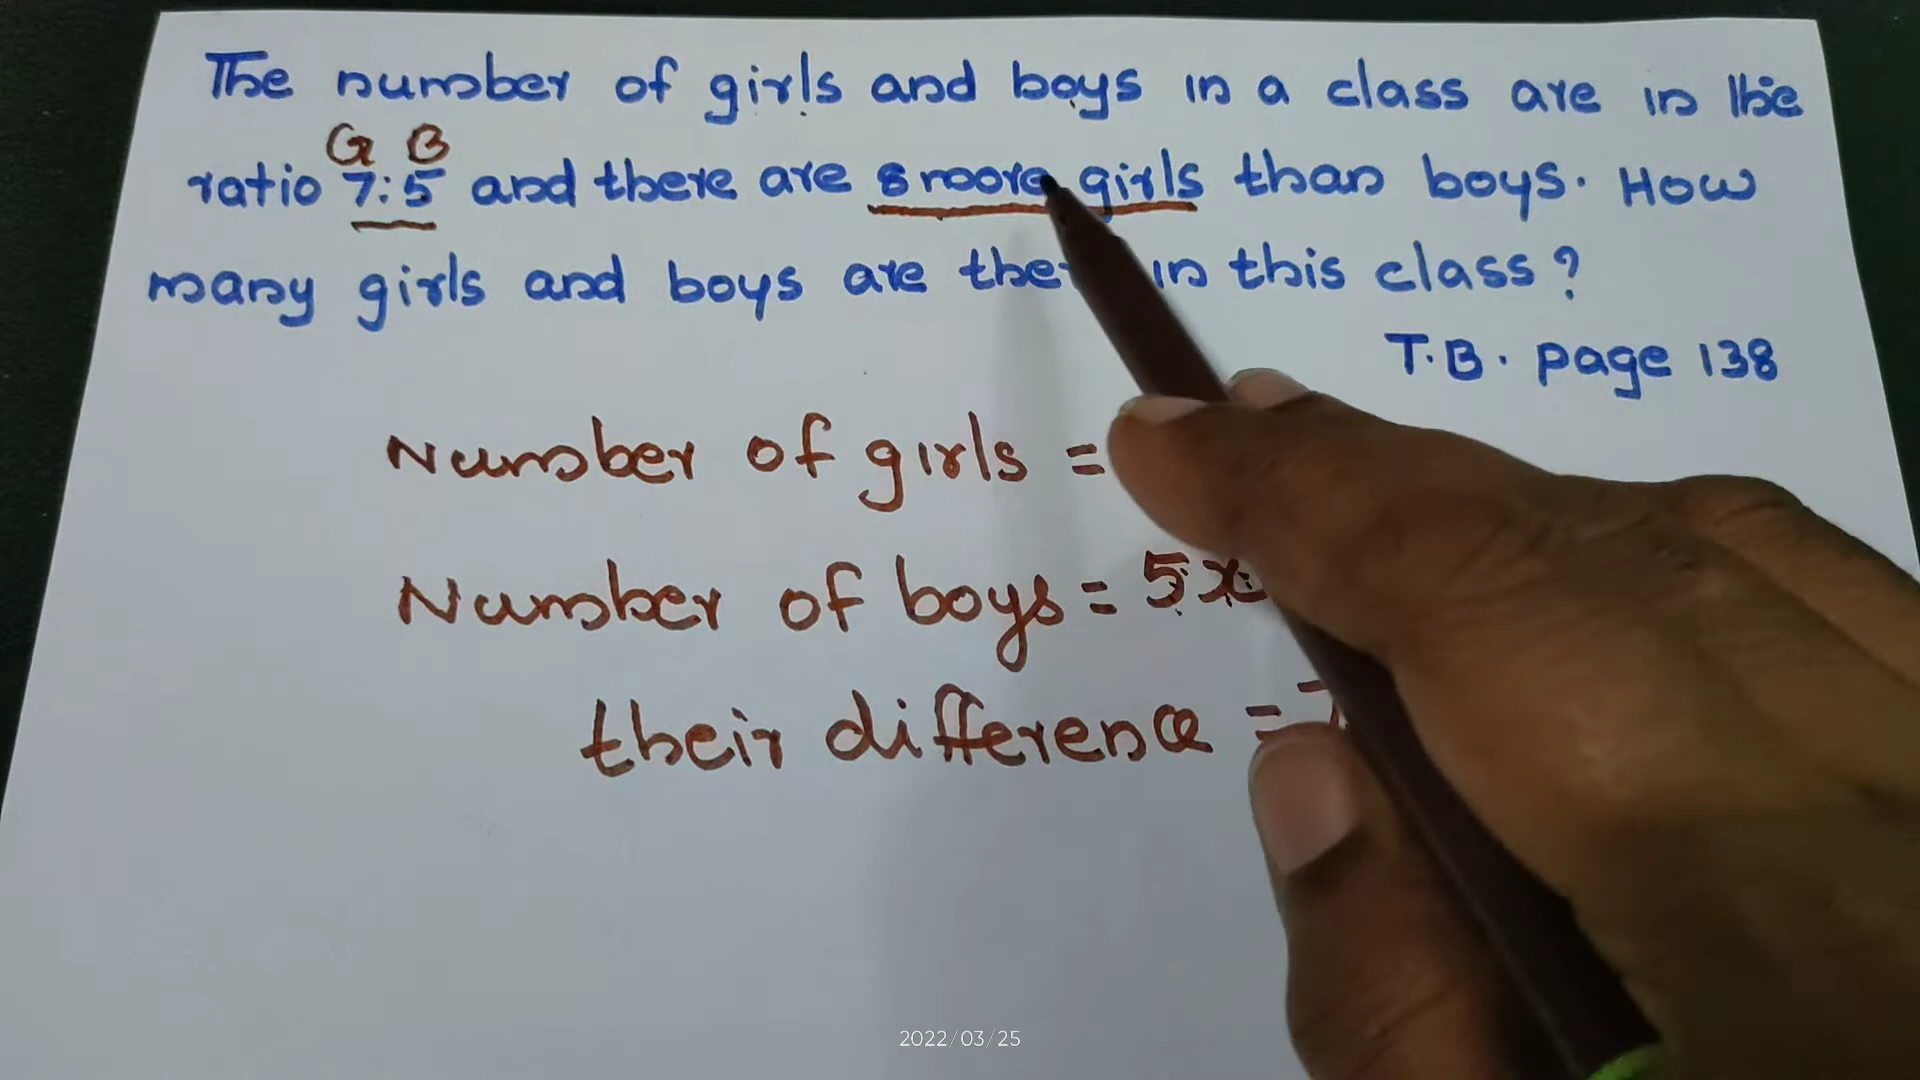 The number of girls and boys in a class are in the
G B
ratio 7:5 and there are 8 more girls than boys. How
many girls and boys are in this class?
T.B. page 138
Number of girls =
Number of boys = 5x
their difference =
2022/03/25